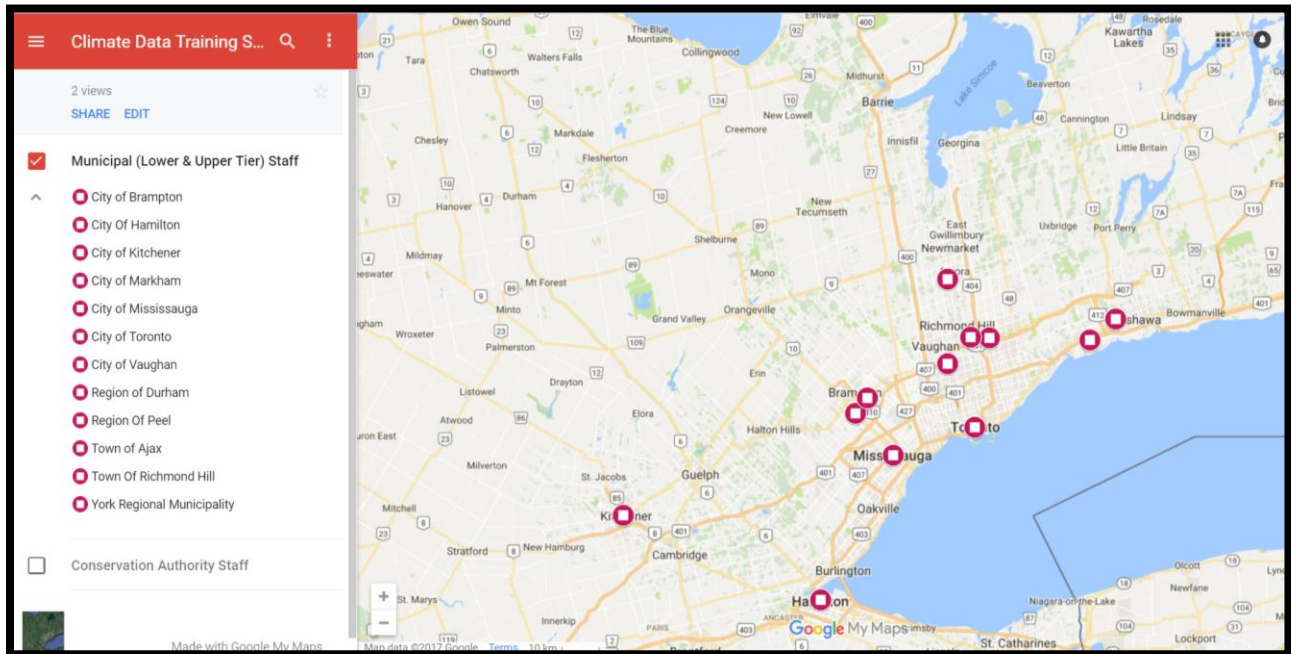 Climate Data Training S...
2 views
SHARE EDIT
Municipal (Lower & Upper Tier) Staff
City of Brampton
City Of Hamilton
City of Kitchener
City of Markham
City of Mississauga
City of Toronto
City of Vaughan
Region of Durham
Region Of Peel
Town of Ajax
Town Of Richmond Hill
York Regional Municipality
Conservation Authority Staff
Made with Google My Maps
Owen Sound
The Blue
Mountains
Rosedale
Kawartha
Lakes
Tara
Walters Falls
Collingwood
Chatsworth
Midhurst
Beaverton
Lake Simcoe
Barrie
New Lowell
Creemore
Cannington
Lindsay
Chesley
Markdale
Innisfil
Georgina
Little Britain
Flesherton
Hanover
Durham
New
Tecumseth
East
Gwillimbury
Newmarket
Uxbridge
Port Perry
Shelburne
Mildmay
Mono
Mt Forest
Minto
Grand Valley
Orangeville
Richmond Hill
Bowmanville
Wroxeter
Palmerston
Vaughan
Erin
Drayton
Listowel
Atwood
Elora
Halton Hills
Milverton
St. Jacobs
Guelph
Oakville
Mitchell
Stratford
New Hamburg
Cambridge
Burlington
Olcott
Newfane
St. Marys
Innerkip
PARIS
ANCASTER
Niagara-on-the-Lake
Google My Maps
St. Catharines
Lockport
Map data ©2017 Google Terms 10 km